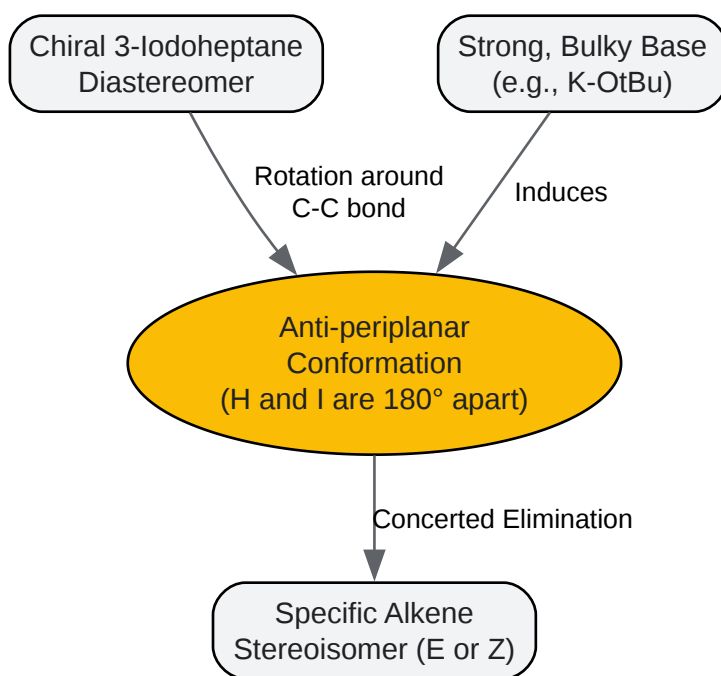 Chiral 3-Iodoheptane
Diastereomer
Strong, Bulky Base
(e.g., K-OtBu)
Rotation around
C-C bond
Induces
Anti-periplanar
Conformation
(H and I are 180° apart)
Concerted Elimination
Specific Alkene
Stereoisomer (E or Z)